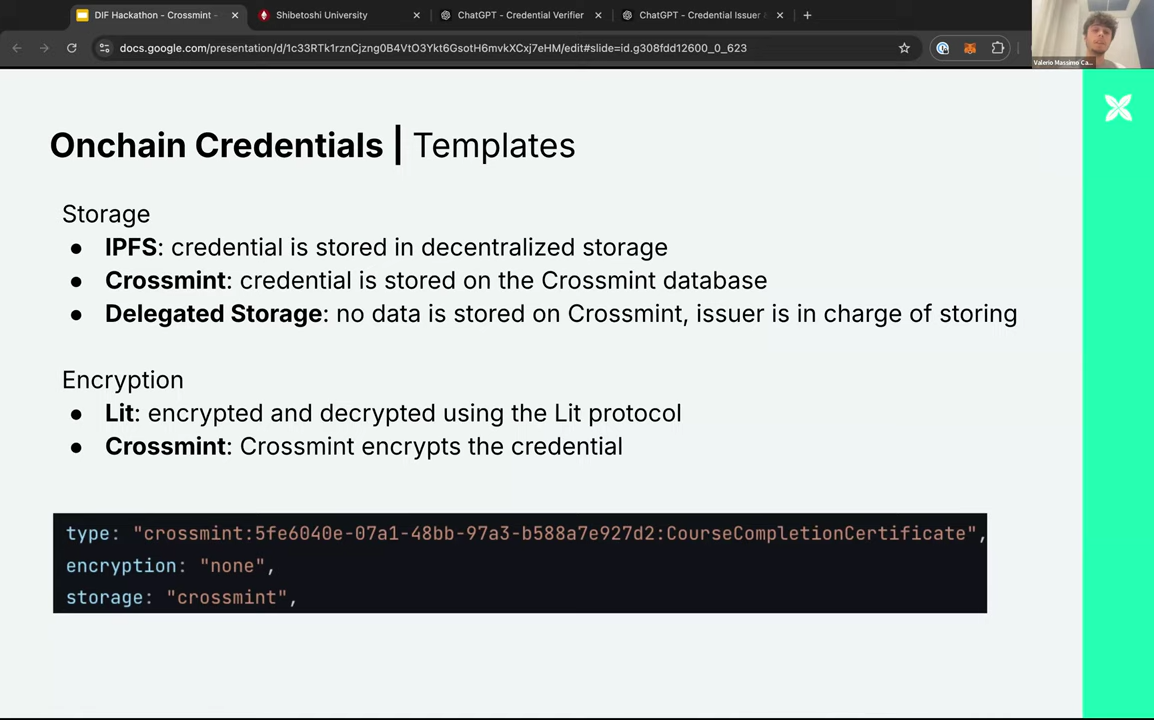 DIF Hackathon - Crossmint -
Shibetoshi University
ChatGPT - Credential Verifier
ChatGPT - Credential Issuer
docs.google.com/presentation/d/1c33RTk1rznCjzng0B4VtO3Ykt6GsotH6mvkXCxj7eHM/edit#slide=id.g308fdd12600_0_623
Valerio Massimo Ca...
Onchain Credentials | Templates
Storage
● IPFS: credential is stored in decentralized storage
● Crossmint: credential is stored on the Crossmint database
● Delegated Storage: no data is stored on Crossmint, issuer is in charge of storing
Encryption
● Lit: encrypted and decrypted using the Lit protocol
● Crossmint: Crossmint encrypts the credential
type: "crossmint:5fe6040e-07a1-48bb-97a3-b588a7e927d2:CourseCompletionCertificate",
encryption: "none",
storage: "crossmint",